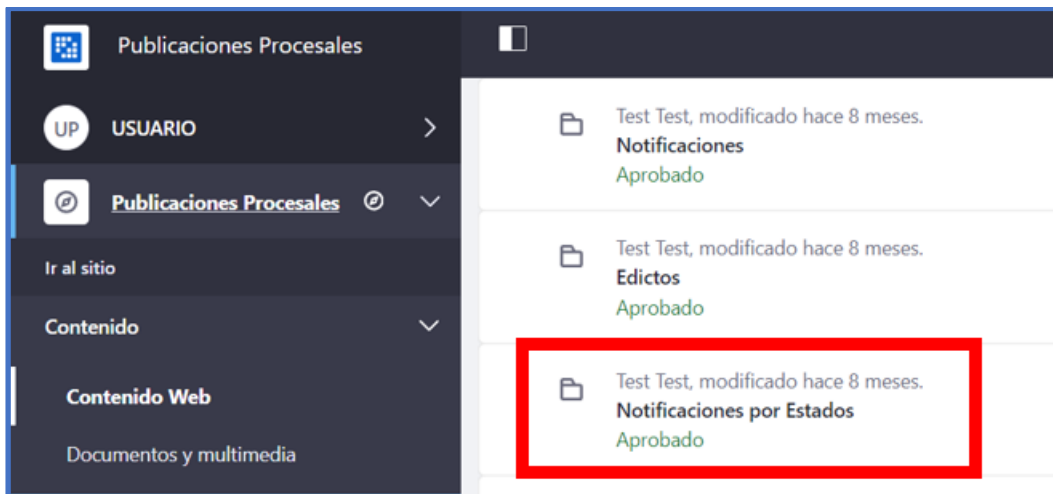 Publicaciones Procesales
UP USUARIO
Publicaciones Procesales
Ir al sitio
Contenido
Contenido Web
Documentos y multimedia
Test Test, modificado hace 8 meses.
Notificaciones
Aprobado
Test Test, modificado hace 8 meses.
Edictos
Aprobado
Test Test, modificado hace 8 meses.
Notificaciones por Estados
Aprobado